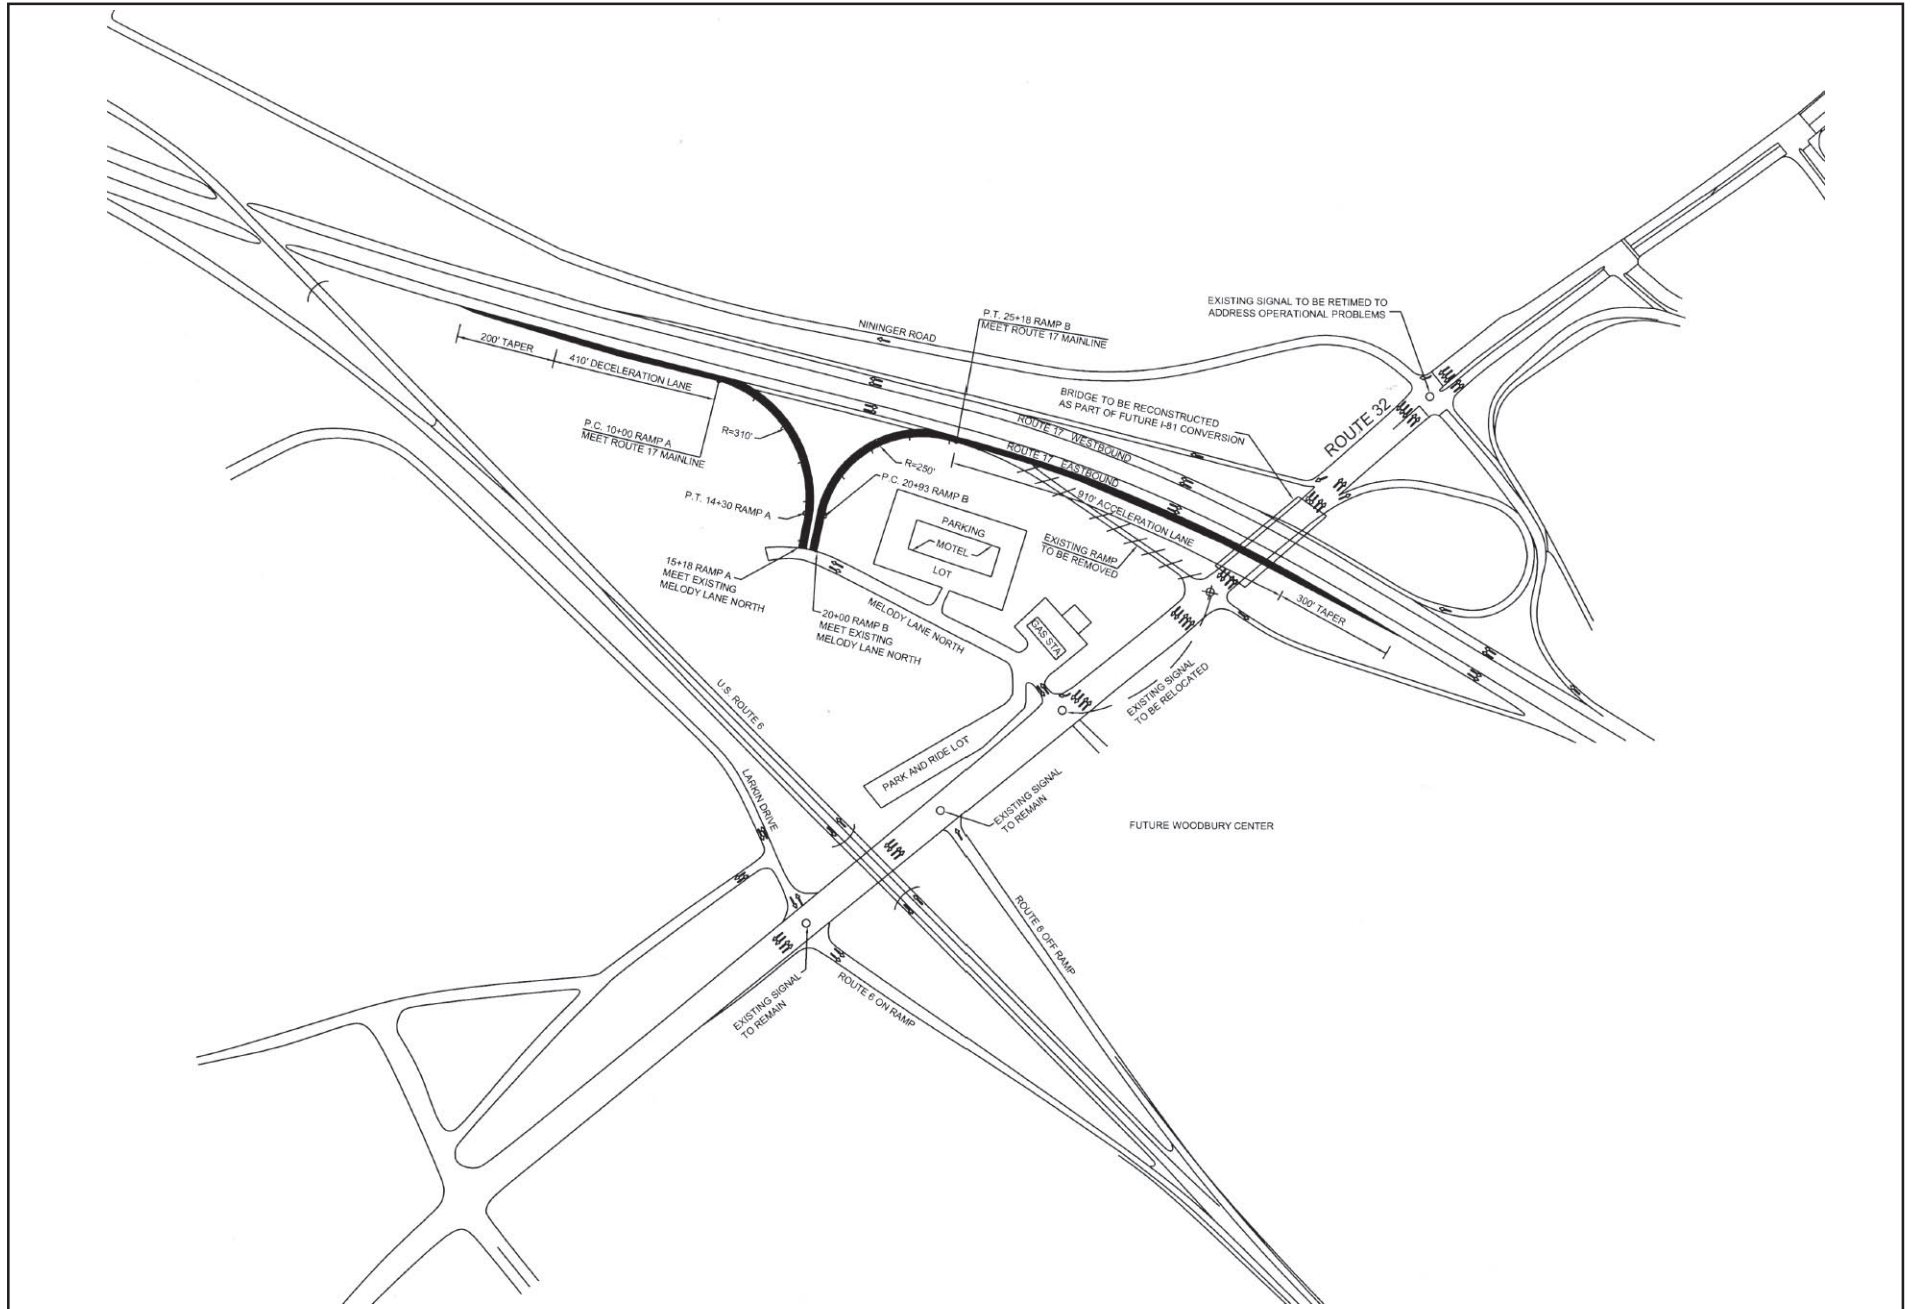 EXISTING SIGNAL TO BE RETIMED TO
ADDRESS OPERATIONAL PROBLEMS
P.T. 25+18 RAMP B
MEET ROUTE 17 MAINLINE
NININGER ROAD
200' TAPER
410' DECELERATION LANE
BRIDGE TO BE RECONSTRUCTED
AS PART OF FUTURE I-81 CONVERSION
ROUTE 32
P.C. 10+00 RAMP A
MEET ROUTE 17 MAINLINE
R=310'
ROUTE 17 WESTBOUND
ROUTE 17 EASTBOUND
R=250'
P.C. 20+93 RAMP B
P.T. 14+30 RAMP A
910' ACCELERATION LANE
PARKING
MOTEL
LOT
EXISTING RAMP
TO BE REMOVED
15+18 RAMP A
MEET EXISTING
MELODY LANE NORTH
20+00 RAMP B
MEET EXISTING
MELODY LANE NORTH
MELODY LANE NORTH
GAS STA
300' TAPER
EXISTING SIGNAL
TO BE RELOCATED
U.S. ROUTE 6
PARK AND RIDE LOT
LARKIN DRIVE
EXISTING SIGNAL
TO REMAIN
FUTURE WOODBURY CENTER
ROUTE 6 OFF RAMP
ROUTE 6 ON RAMP
EXISTING SIGNAL
TO REMAIN